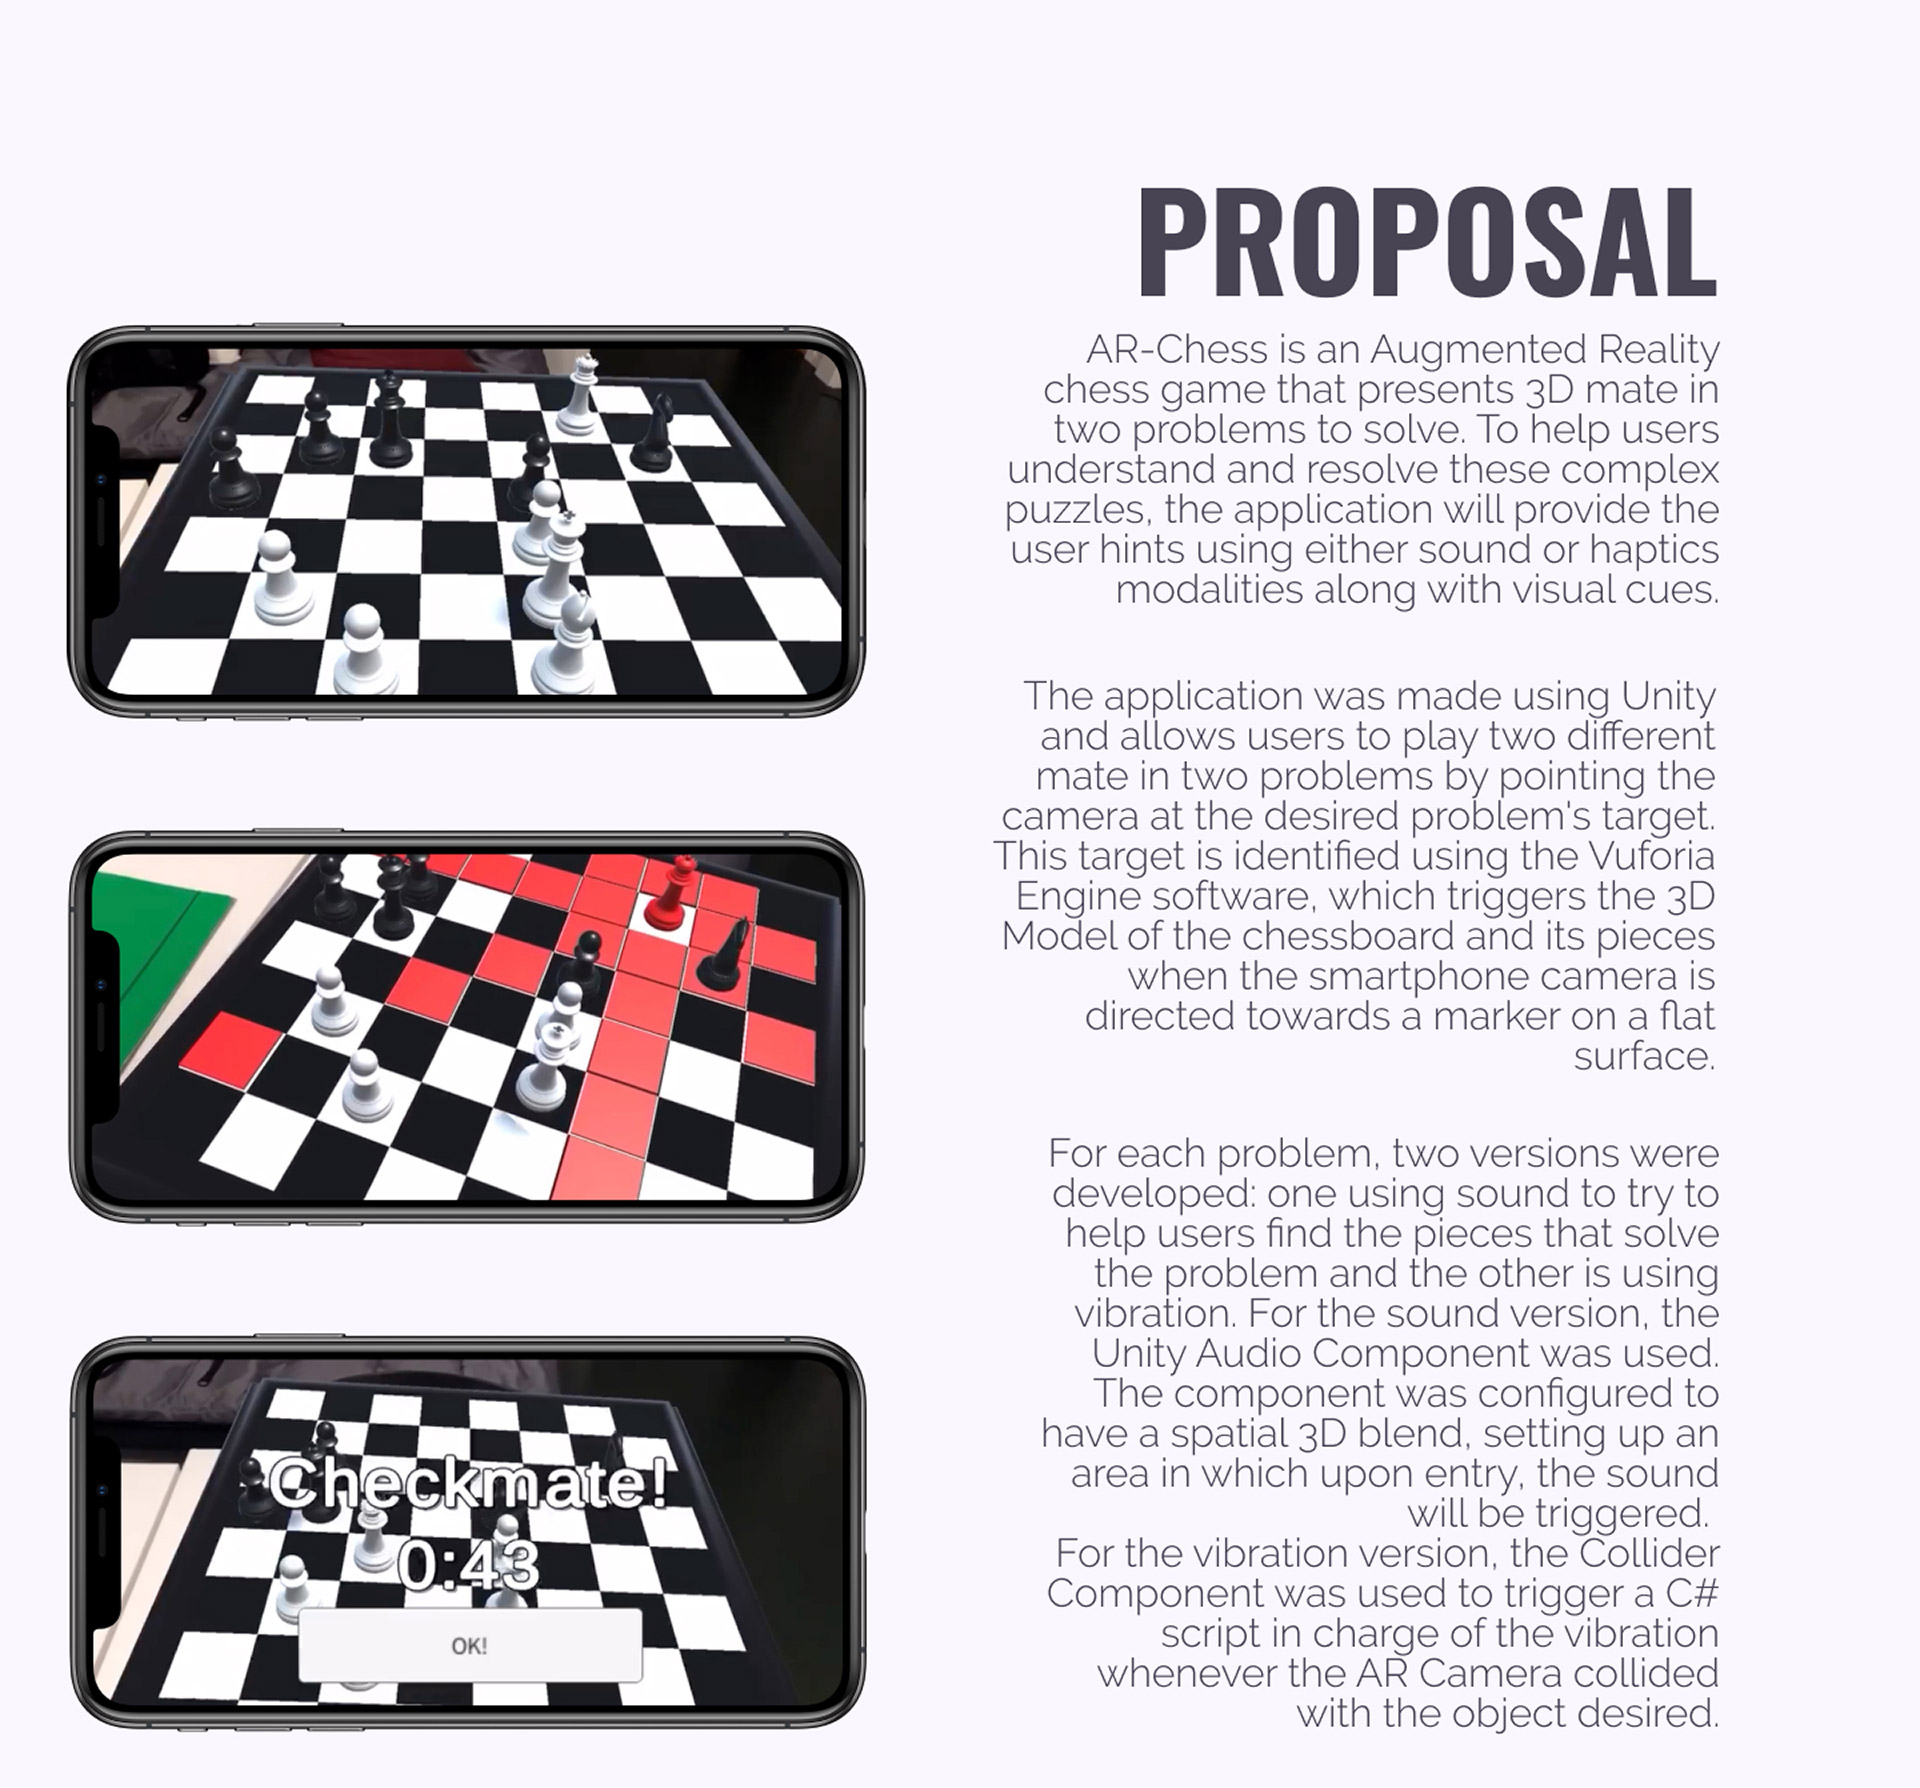 PROPOSAL
AR-Chess is an Augmented Reality
chess game that presents 3D mate in
two problems to solve. To help users
understand and resolve these complex
puzzles, the application will provide the
user hints using either sound or haptics
modalities along with visual cues.
The application was made using Unity
and allows users to play two different
mate in two problems by pointing the
camera at the desired problem's target.
This target is identified using the Vuforia
Engine software, which triggers the 3D
Model of the chessboard and its pieces
when the smartphone camera is
directed towards a marker on a flat
surface.
For each problem, two versions were
developed: one using sound to try to
help users find the pieces that solve
the problem and the other is using
vibration. For the sound version, the
Unity Audio Component was used.
The component was configured to
have a spatial 3D blend, setting up an
area in which upon entry, the sound
will be triggered.
For the vibration version, the Collider
Component was used to trigger a C#
script in charge of the vibration
whenever the AR Camera collided
with the object desired.
Checkmate!
0:43
OK!